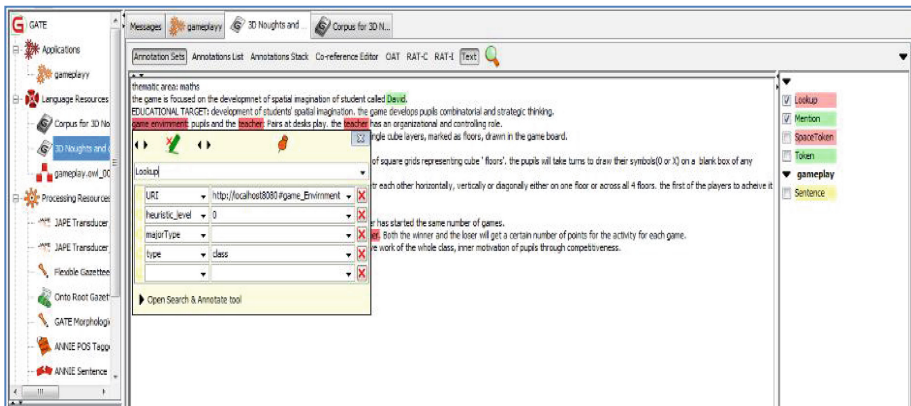 GATE
Applications
gameplayy
Language Resources
Corpus for 3D No
3D Noughts and c
gameplay.owl_00
Processing Resources
JAPE Transducer
JAPE Transducer
Flexible Gazettee
Onto Root Gazet
GATE Morphologi
ANNIE POS Tagg
ANNIE Sentence
Messages gameplayy 3D Noughts and ... Corpus for 3D N...
Annotation Sets Annotations List Annotations Stack Co-reference Editor OAT RAT-C RAT-I Text
thematic area: maths
the game is focused on the developmnet of spatial imagination of student called David.
EDUCATIONAL TARGET: development of students' spatial imagination. the game develops pupils combinatorial and strategic thinking.
game envirment: pupils and the teacher: Pairs at desks play. the teacher has an organizational and controling role.
ngle cube layers, marked as floors, drawn in the game board.
of square grids representing cube ' floors'. the pupils will take turns to draw their symbols(0 or X) on a blank box of any
tr each other horizontally, vertically or diagonally either on one floor or across all 4 floors. the first of the players to acheive it
er has started the same number of games.
er. Both the winner and the loser will get a certain number of points for the activity for each game.
e work of the whole class, inner motivation of pupils through competitiveness.
Lookup
URI http://localhost8080#game_Envirnment
heuristic_level 0
majorType
type class
Open Search & Annotate tool
Lookup
Mention
SpaceToken
Token
gameplay
Sentence